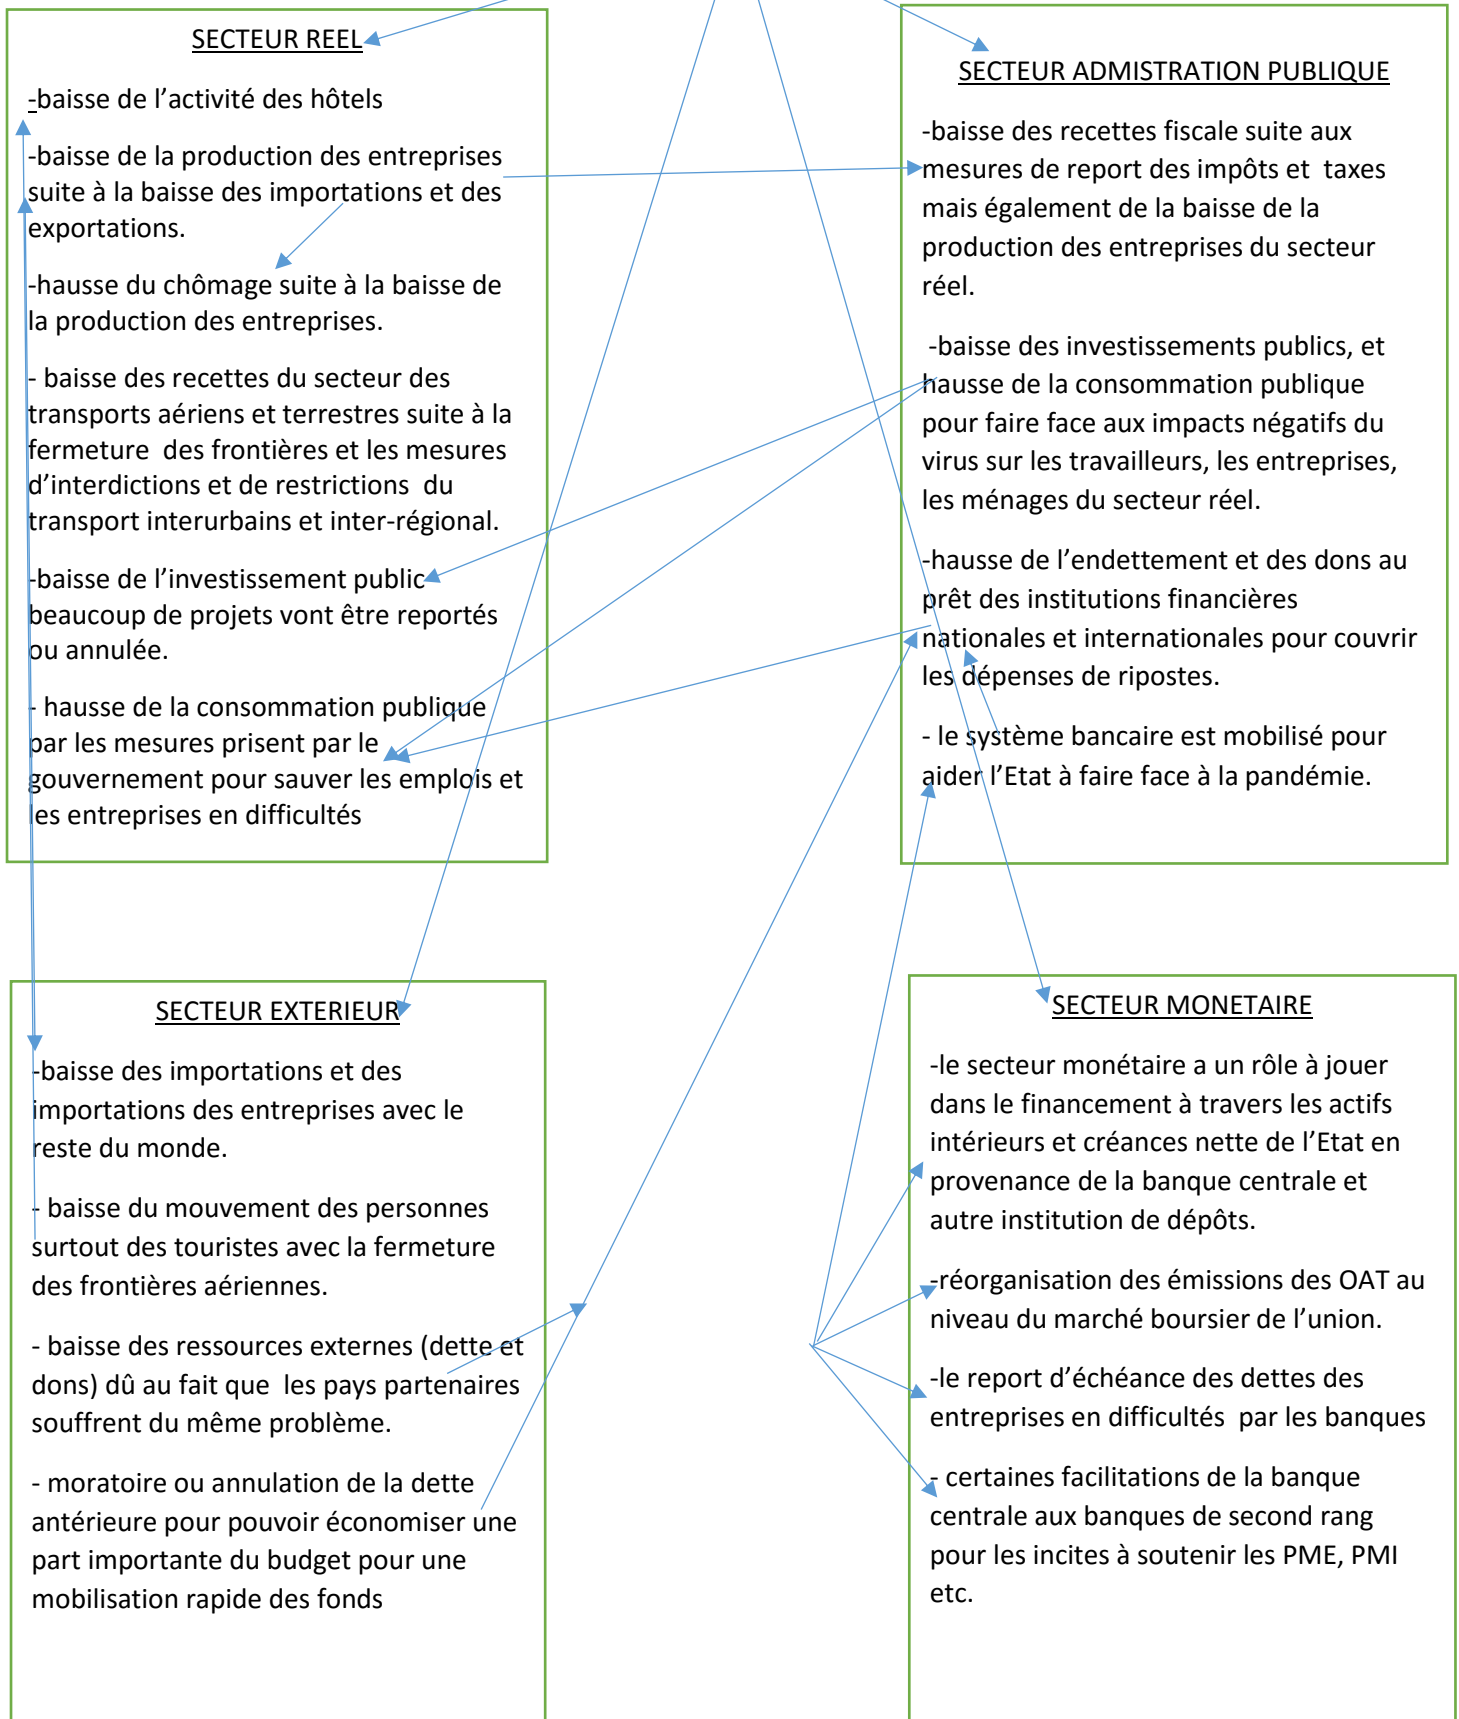 SECTEUR REEL
-baisse de l’activité des hôtels
-baisse de la production des entreprises
suite à la baisse des importations et des
exportations.
-hausse du chômage suite à la baisse de
la production des entreprises.
- baisse des recettes du secteur des
transports aériens et terrestres suite à la
fermeture  des frontières et les mesures
d’interdictions et de restrictions  du
transport interurbains et inter-régional.
-baisse de l’investissement public
beaucoup de projets vont être reportés
ou annulée.
- hausse de la consommation publique
par les mesures prisent par le
gouvernement pour sauver les emplois et
les entreprises en difficultés
SECTEUR ADMISTRATION PUBLIQUE
-baisse des recettes fiscale suite aux
mesures de report des impôts et  taxes
mais également de la baisse de la
production des entreprises du secteur
réel.
-baisse des investissements publics, et
hausse de la consommation publique
pour faire face aux impacts négatifs du
virus sur les travailleurs, les entreprises,
les ménages du secteur réel.
-hausse de l’endettement et des dons au
prêt des institutions financières
nationales et internationales pour couvrir
les dépenses de ripostes.
- le système bancaire est mobilisé pour
aider l’Etat à faire face à la pandémie.
SECTEUR EXTERIEUR
-baisse des importations et des
importations des entreprises avec le
reste du monde.
- baisse du mouvement des personnes
surtout des touristes avec la fermeture
des frontières aériennes.
- baisse des ressources externes (dette et
dons) dû au fait que  les pays partenaires
souffrent du même problème.
- moratoire ou annulation de la dette
antérieure pour pouvoir économiser une
part importante du budget pour une
mobilisation rapide des fonds
SECTEUR MONETAIRE
-le secteur monétaire a un rôle à jouer
dans le financement à travers les actifs
intérieurs et créances nette de l’Etat en
provenance de la banque centrale et
autre institution de dépôts.
-réorganisation des émissions des OAT au
niveau du marché boursier de l’union.
-le report d’échéance des dettes des
entreprises en difficultés  par les banques
- certaines facilitations de la banque
centrale aux banques de second rang
pour les incites à soutenir les PME, PMI
etc.